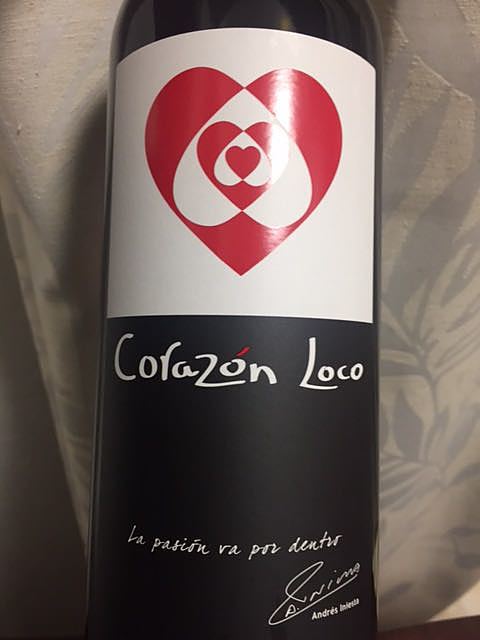 Corazón Loco
La pasión va por dentro
Andrés Iniesta